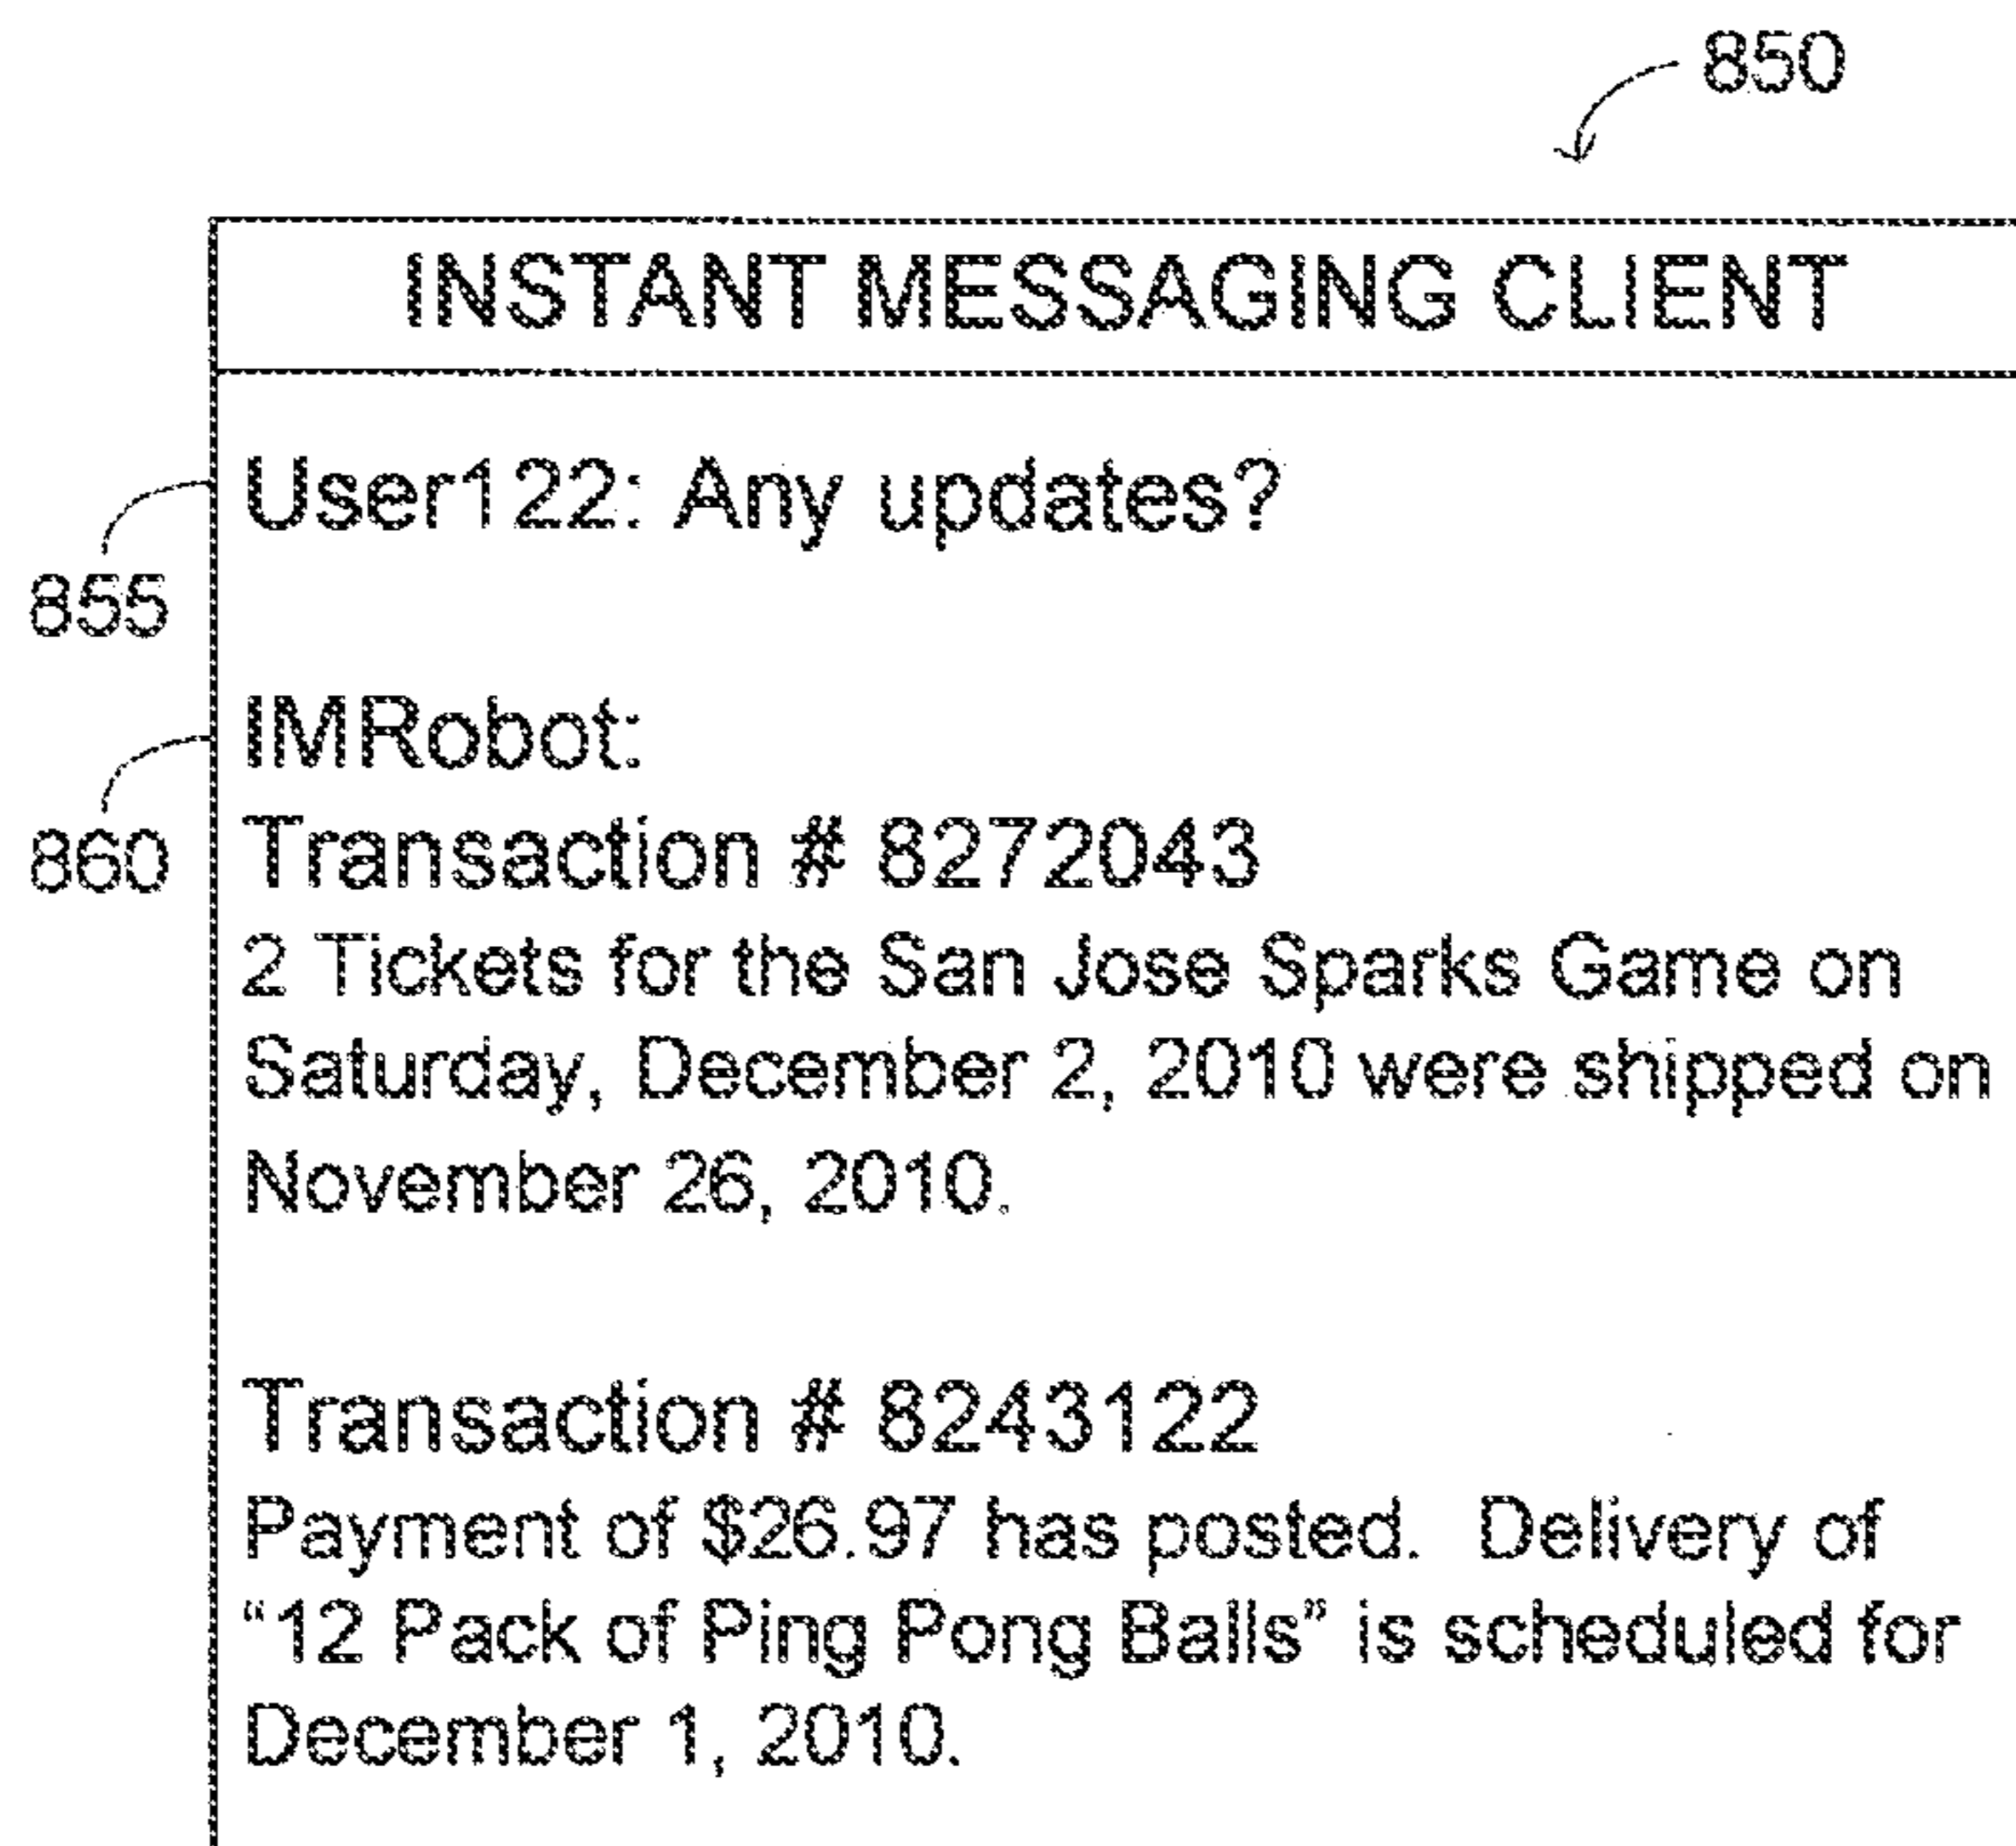 850
INSTANT MESSAGING CLIENT
User122: Any updates?
855
IMRobot:
860
Transaction # 8272043
2 Tickets for the San Jose Sparks Game on
Saturday, December 2, 2010 were shipped on
November 26, 2010.
Transaction # 8243122
Payment of $26.97 has posted. Delivery of
“12 Pack of Ping Pong Balls” is scheduled for
December 1, 2010.